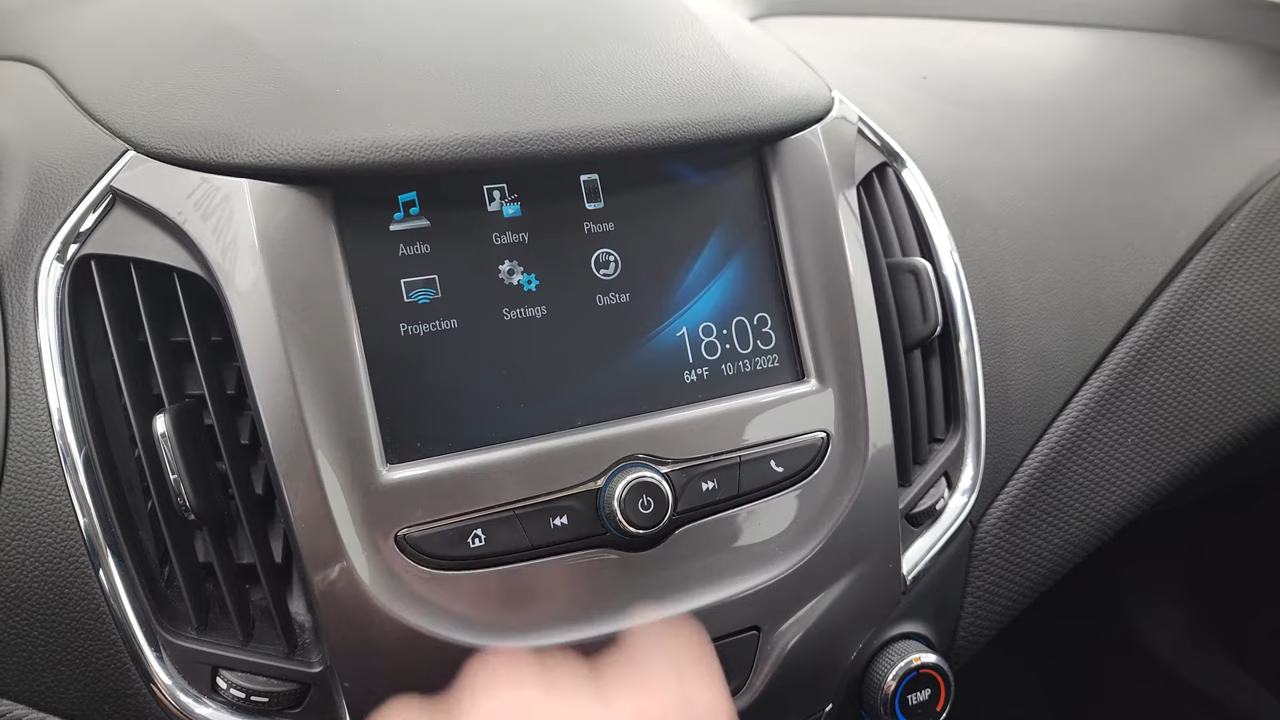 Audio
Gallery
Phone
Projection
Settings
OnStar
18:03
64°F 10/13/2022
TEMP